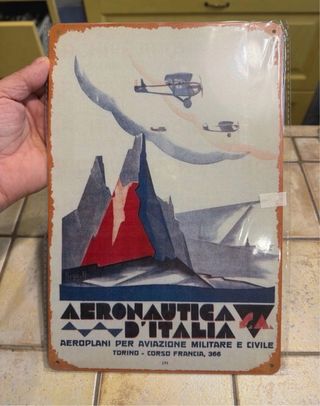 AERONAUTICA
D'ITALIA
AEROPLANI PER AVIAZIONE MILITARE E CIVILE
TORINO - CORSO FRANCIA, 366